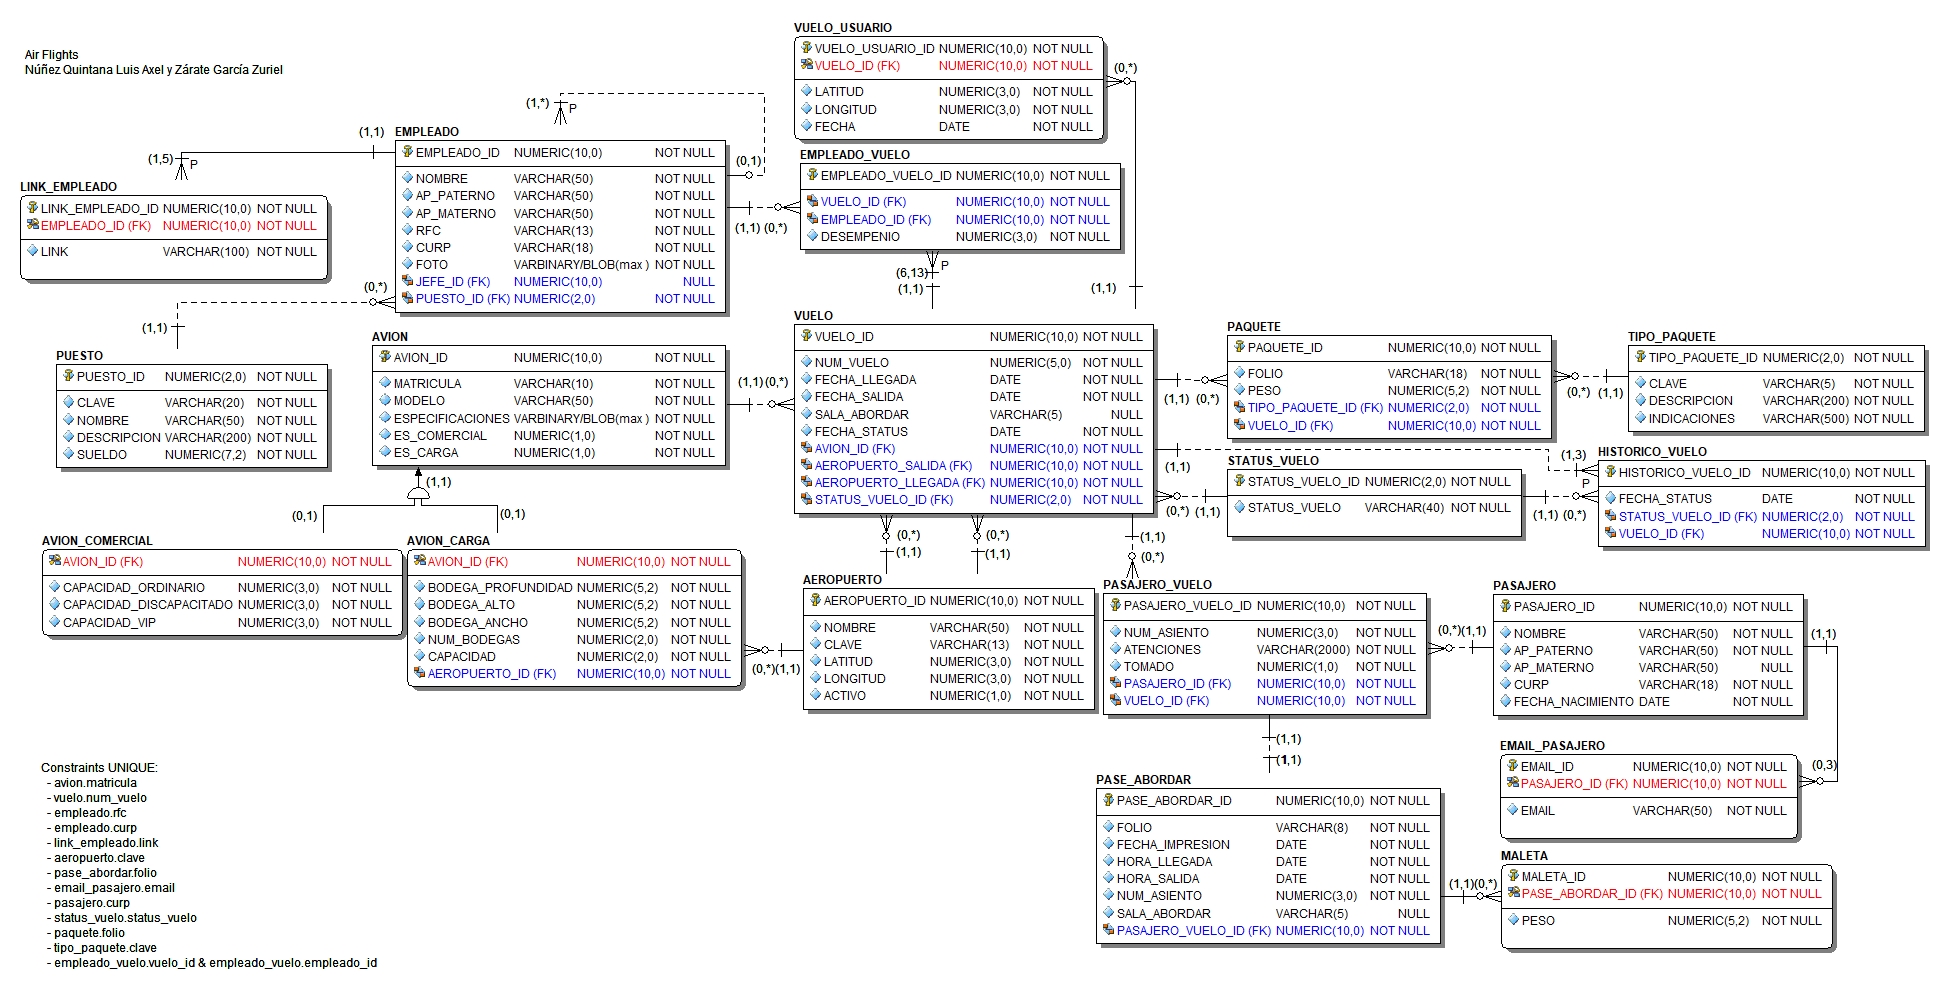 Air Flights
Núñez Quintana Luis Axel y Zárate García Zuriel
VUELO_USUARIO
VUELO_USUARIO_ID NUMERIC(10,0) NOT NULL
VUELO_ID (FK) NUMERIC(10,0) NOT NULL
LATITUD NUMERIC(3,0) NOT NULL
LONGITUD NUMERIC(3,0) NOT NULL
FECHA DATE NOT NULL
(0,*)
(1,1)
(1,*)
P
(0,1)
(1,1)
(1,5)
P
EMPLEADO
EMPLEADO_ID NUMERIC(10,0) NOT NULL
NOMBRE VARCHAR(50) NOT NULL
AP_PATERNO VARCHAR(50) NOT NULL
AP_MATERNO VARCHAR(50) NOT NULL
RFC VARCHAR(13) NOT NULL
CURP VARCHAR(18) NOT NULL
FOTO VARBINARY/BLOB(max ) NOT NULL
JEFE_ID (FK) NUMERIC(10,0) NULL
PUESTO_ID (FK) NUMERIC(2,0) NOT NULL
(1,1) (0,*)
EMPLEADO_VUELO
EMPLEADO_VUELO_ID NUMERIC(10,0) NOT NULL
VUELO_ID (FK) NUMERIC(10,0) NOT NULL
EMPLEADO_ID (FK) NUMERIC(10,0) NOT NULL
DESEMPENIO NUMERIC(3,0) NOT NULL
P
(6,13)
(1,1)
LINK_EMPLEADO
LINK_EMPLEADO_ID NUMERIC(10,0) NOT NULL
EMPLEADO_ID (FK) NUMERIC(10,0) NOT NULL
LINK VARCHAR(100) NOT NULL
(0,*)
(1,1)
PUESTO
PUESTO_ID NUMERIC(2,0) NOT NULL
CLAVE VARCHAR(20) NOT NULL
NOMBRE VARCHAR(50) NOT NULL
DESCRIPCION VARCHAR(200) NOT NULL
SUELDO NUMERIC(7,2) NOT NULL
AVION
AVION_ID NUMERIC(10,0) NOT NULL
MATRICULA VARCHAR(10) NOT NULL
MODELO VARCHAR(50) NOT NULL
ESPECIFICACIONES VARBINARY/BLOB(max ) NOT NULL
ES_COMERCIAL NUMERIC(1,0) NOT NULL
ES_CARGA NUMERIC(1,0) NOT NULL
(1,1)(0,*)
(1,1)
(0,1)
(0,1)
VUELO
VUELO_ID NUMERIC(10,0) NOT NULL
NUM_VUELO NUMERIC(5,0) NOT NULL
FECHA_LLEGADA DATE NOT NULL
FECHA_SALIDA DATE NOT NULL
SALA_ABORDAR VARCHAR(5) NULL
FECHA_STATUS DATE NOT NULL
AVION_ID (FK) NUMERIC(10,0) NOT NULL
AEROPUERTO_SALIDA (FK) NUMERIC(10,0) NOT NULL
AEROPUERTO_LLEGADA (FK) NUMERIC(10,0) NOT NULL
STATUS_VUELO_ID (FK) NUMERIC(2,0) NOT NULL
(1,1) (0,*)
PAQUETE
PAQUETE_ID NUMERIC(10,0) NOT NULL
FOLIO VARCHAR(18) NOT NULL
PESO NUMERIC(5,2) NOT NULL
TIPO_PAQUETE_ID (FK) NUMERIC(2,0) NOT NULL
VUELO_ID (FK) NUMERIC(10,0) NOT NULL
(0,*) (1,1)
TIPO_PAQUETE
TIPO_PAQUETE_ID NUMERIC(2,0) NOT NULL
CLAVE VARCHAR(5) NOT NULL
DESCRIPCION VARCHAR(200) NOT NULL
INDICACIONES VARCHAR(500) NOT NULL
(1,1)
(1,3)
P
STATUS_VUELO
STATUS_VUELO_ID NUMERIC(2,0) NOT NULL
STATUS_VUELO VARCHAR(40) NOT NULL
(0,*) (1,1)
(1,1) (0,*)
HISTORICO_VUELO
HISTORICO_VUELO_ID NUMERIC(10,0) NOT NULL
FECHA_STATUS DATE NOT NULL
STATUS_VUELO_ID (FK) NUMERIC(2,0) NOT NULL
VUELO_ID (FK) NUMERIC(10,0) NOT NULL
AVION_COMERCIAL
AVION_ID (FK) NUMERIC(10,0) NOT NULL
CAPACIDAD_ORDINARIO NUMERIC(3,0) NOT NULL
CAPACIDAD_DISCAPACITADO NUMERIC(3,0) NOT NULL
CAPACIDAD_VIP NUMERIC(3,0) NOT NULL
AVION_CARGA
AVION_ID (FK) NUMERIC(10,0) NOT NULL
BODEGA_PROFUNDIDAD NUMERIC(5,2) NOT NULL
BODEGA_ALTO NUMERIC(5,2) NOT NULL
BODEGA_ANCHO NUMERIC(5,2) NOT NULL
NUM_BODEGAS NUMERIC(2,0) NOT NULL
CAPACIDAD NUMERIC(2,0) NOT NULL
AEROPUERTO_ID (FK) NUMERIC(10,0) NOT NULL
(0,*)(1,1)
(0,*)
(1,1)
(0,*)
(1,1)
AEROPUERTO
AEROPUERTO_ID NUMERIC(10,0) NOT NULL
NOMBRE VARCHAR(50) NOT NULL
CLAVE VARCHAR(13) NOT NULL
LATITUD NUMERIC(3,0) NOT NULL
LONGITUD NUMERIC(3,0) NOT NULL
ACTIVO NUMERIC(1,0) NOT NULL
(1,1)
(0,*)
PASAJERO_VUELO
PASAJERO_VUELO_ID NUMERIC(10,0) NOT NULL
NUM_ASIENTO NUMERIC(3,0) NOT NULL
ATENCIONES VARCHAR(2000) NOT NULL
TOMADO NUMERIC(1,0) NOT NULL
PASAJERO_ID (FK) NUMERIC(10,0) NOT NULL
VUELO_ID (FK) NUMERIC(10,0) NOT NULL
(0,*)(1,1)
PASAJERO
PASAJERO_ID NUMERIC(10,0) NOT NULL
NOMBRE VARCHAR(50) NOT NULL
AP_PATERNO VARCHAR(50) NOT NULL
AP_MATERNO VARCHAR(50) NULL
CURP VARCHAR(18) NOT NULL
FECHA_NACIMIENTO DATE NOT NULL
(1,1)
(0,3)
EMAIL_PASAJERO
EMAIL_ID NUMERIC(10,0) NOT NULL
PASAJERO_ID (FK) NUMERIC(10,0) NOT NULL
EMAIL VARCHAR(50) NOT NULL
(1,1)
(1,1)
PASE_ABORDAR
PASE_ABORDAR_ID NUMERIC(10,0) NOT NULL
FOLIO VARCHAR(8) NOT NULL
FECHA_IMPRESION DATE NOT NULL
HORA_LLEGADA DATE NOT NULL
HORA_SALIDA DATE NOT NULL
NUM_ASIENTO NUMERIC(3,0) NOT NULL
SALA_ABORDAR VARCHAR(5) NULL
PASAJERO_VUELO_ID (FK) NUMERIC(10,0) NOT NULL
(1,1)(0,*)
MALETA
MALETA_ID NUMERIC(10,0) NOT NULL
PASE_ABORDAR_ID (FK) NUMERIC(10,0) NOT NULL
PESO NUMERIC(5,2) NOT NULL
Constraints UNIQUE:
- avion.matricula
- vuelo.num_vuelo
- empleado.rfc
- empleado.curp
- link_empleado.link
- aeropuerto.clave
- pase_abordar.folio
- email_pasajero.email
- pasajero.curp
- status_vuelo.status_vuelo
- paquete.folio
- tipo_paquete.clave
- empleado_vuelo.vuelo_id & empleado_vuelo.empleado_id